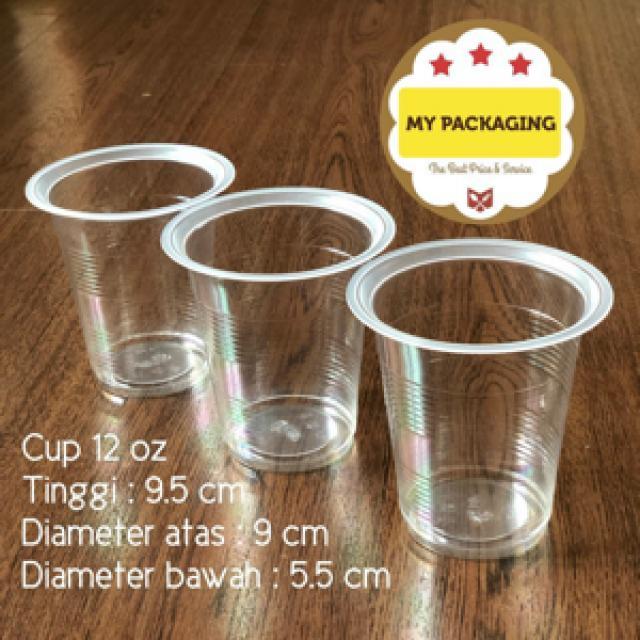 MY PACKAGING
The Best Price & Service
Cup 12 oz
Tinggi : 9.5 cm
Diameter atas : 9 cm
Diameter bawah : 5.5 cm